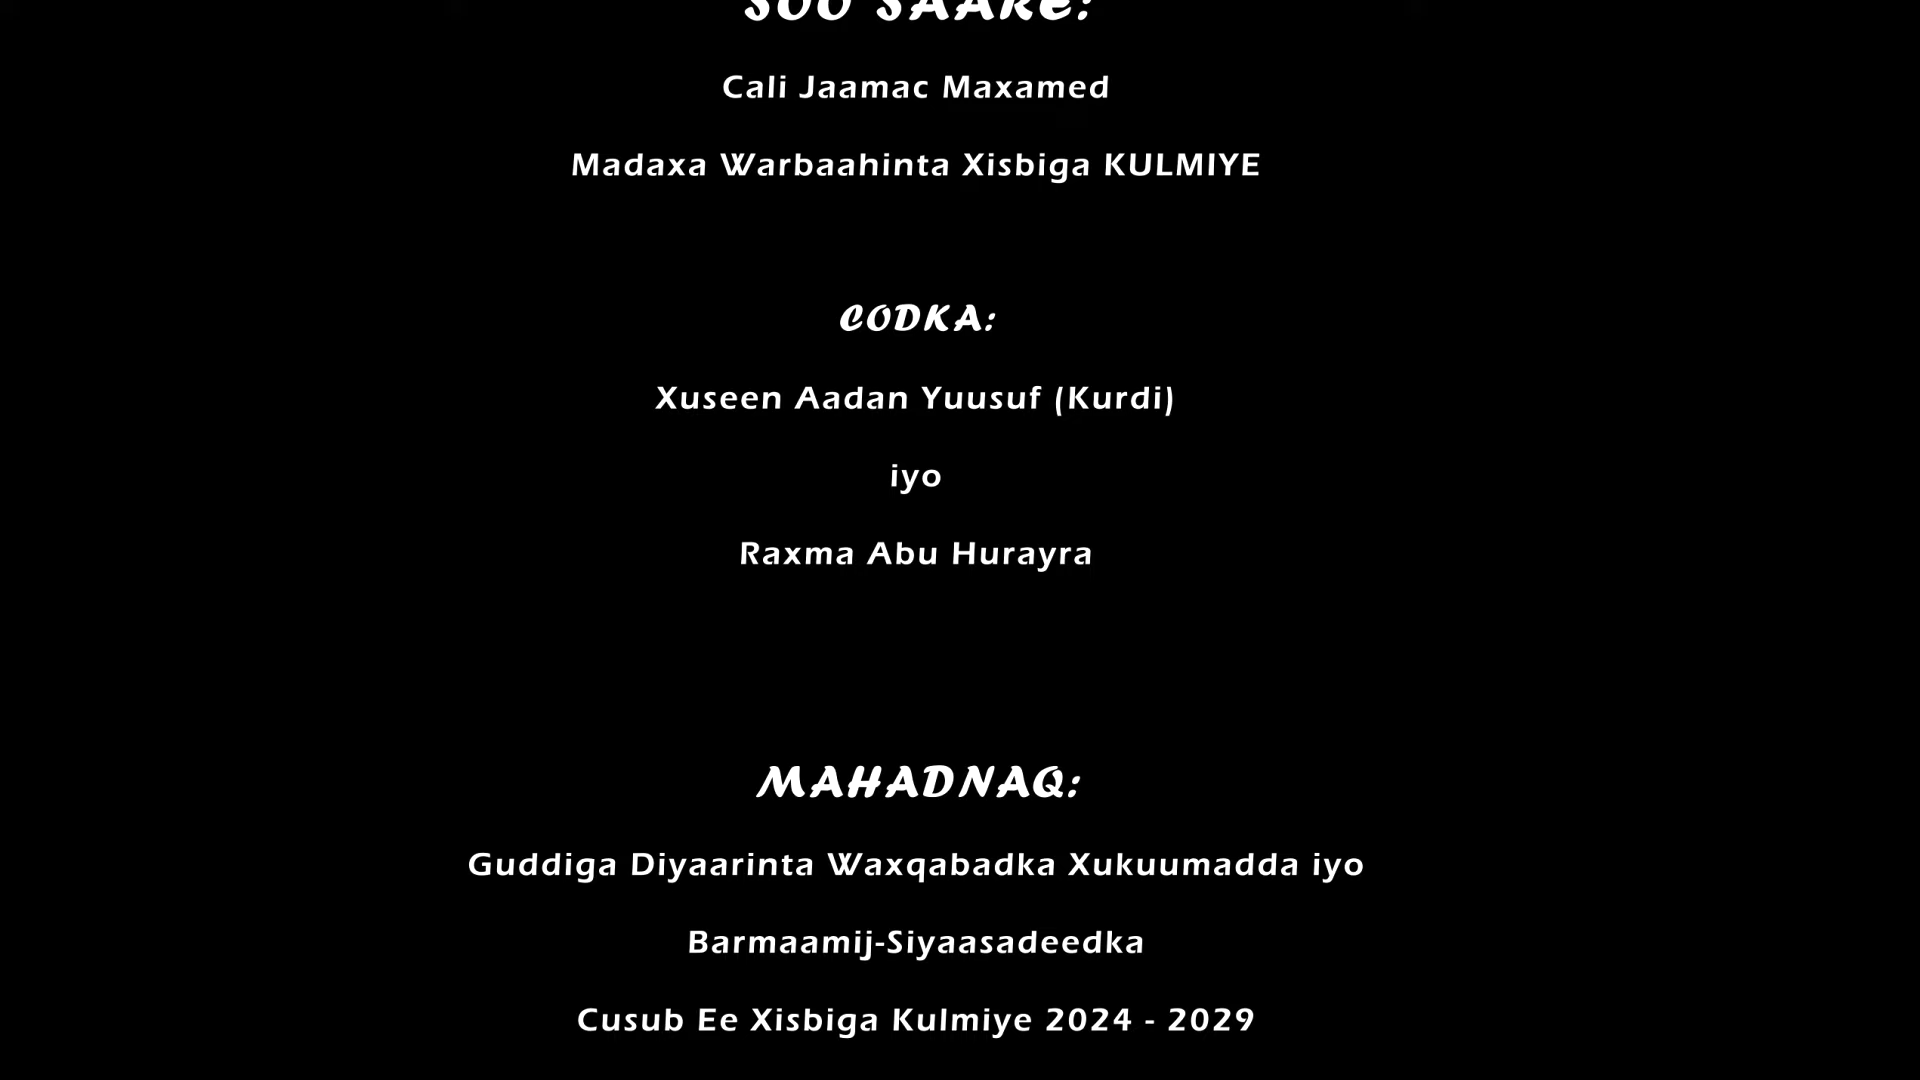 SOO SAARE:
Cali Jaamac Maxamed
Madaxa Warbaahinta Xisbiga KULMIYE
CODKA:
Xuseen Aadan Yuusuf (Kurdi)
iyo
Raxma Abu Hurayra
MAHADNAQ:
Guddiga Diyaarinta Waxqabadka Xukuumadda iyo
Barmaamij-Siyaasadeedka
Cusub Ee Xisbiga Kulmiye 2024 - 2029